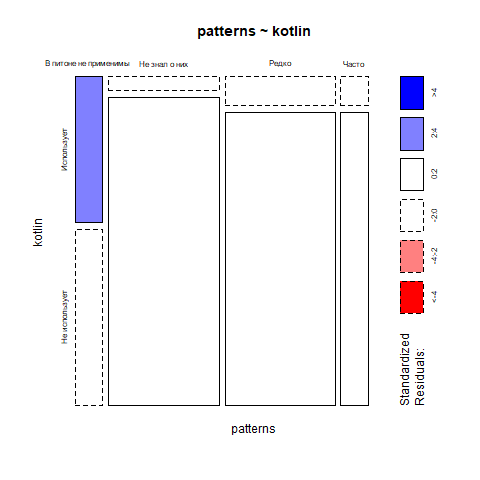 patterns ~ kotlin
В питоне не применимы
Не знал о них
Редко
Часто
Использует
Не использует
kotlin
patterns
>4
2:4
0:2
-2:0
-4:-2
<-4
Standardized
Residuals: